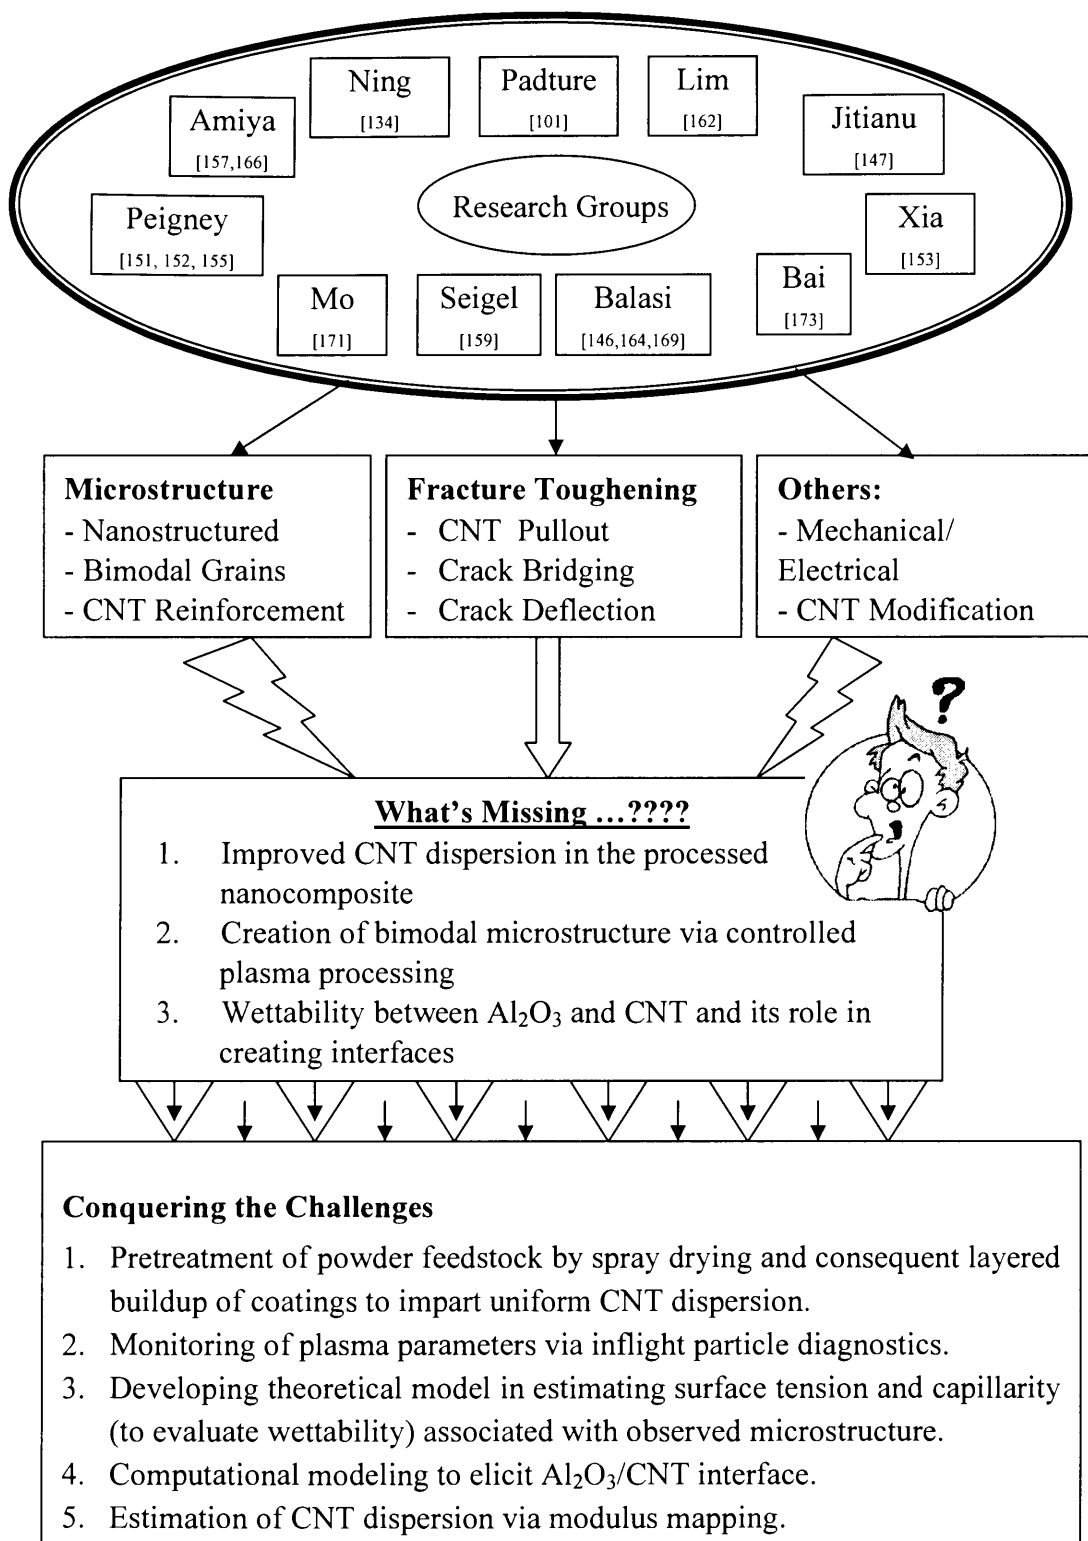 Ning
[134]
Padture
[101]
Lim
[162]
Amiya
[157,166]
Jitianu
[147]
Research Groups
Peigney
[151, 152, 155]
Xia
[153]
Mo
[171]
Seigel
[159]
Balasi
[146,164,169]
Bai
[173]
Microstructure
- Nanostructured
- Bimodal Grains
- CNT Reinforcement
Fracture Toughening
- CNT Pullout
- Crack Bridging
- Crack Deflection
Others:
- Mechanical/
Electrical
- CNT Modification
?
What's Missing ...????
1. Improved CNT dispersion in the processed
nanocomposite
2. Creation of bimodal microstructure via controlled
plasma processing
3. Wettability between Al₂O₃ and CNT and its role in
creating interfaces
Conquering the Challenges
1. Pretreatment of powder feedstock by spray drying and consequent layered
buildup of coatings to impart uniform CNT dispersion.
2. Monitoring of plasma parameters via inflight particle diagnostics.
3. Developing theoretical model in estimating surface tension and capillarity
(to evaluate wettability) associated with observed microstructure.
4. Computational modeling to elicit Al₂O₃/CNT interface.
5. Estimation of CNT dispersion via modulus mapping.